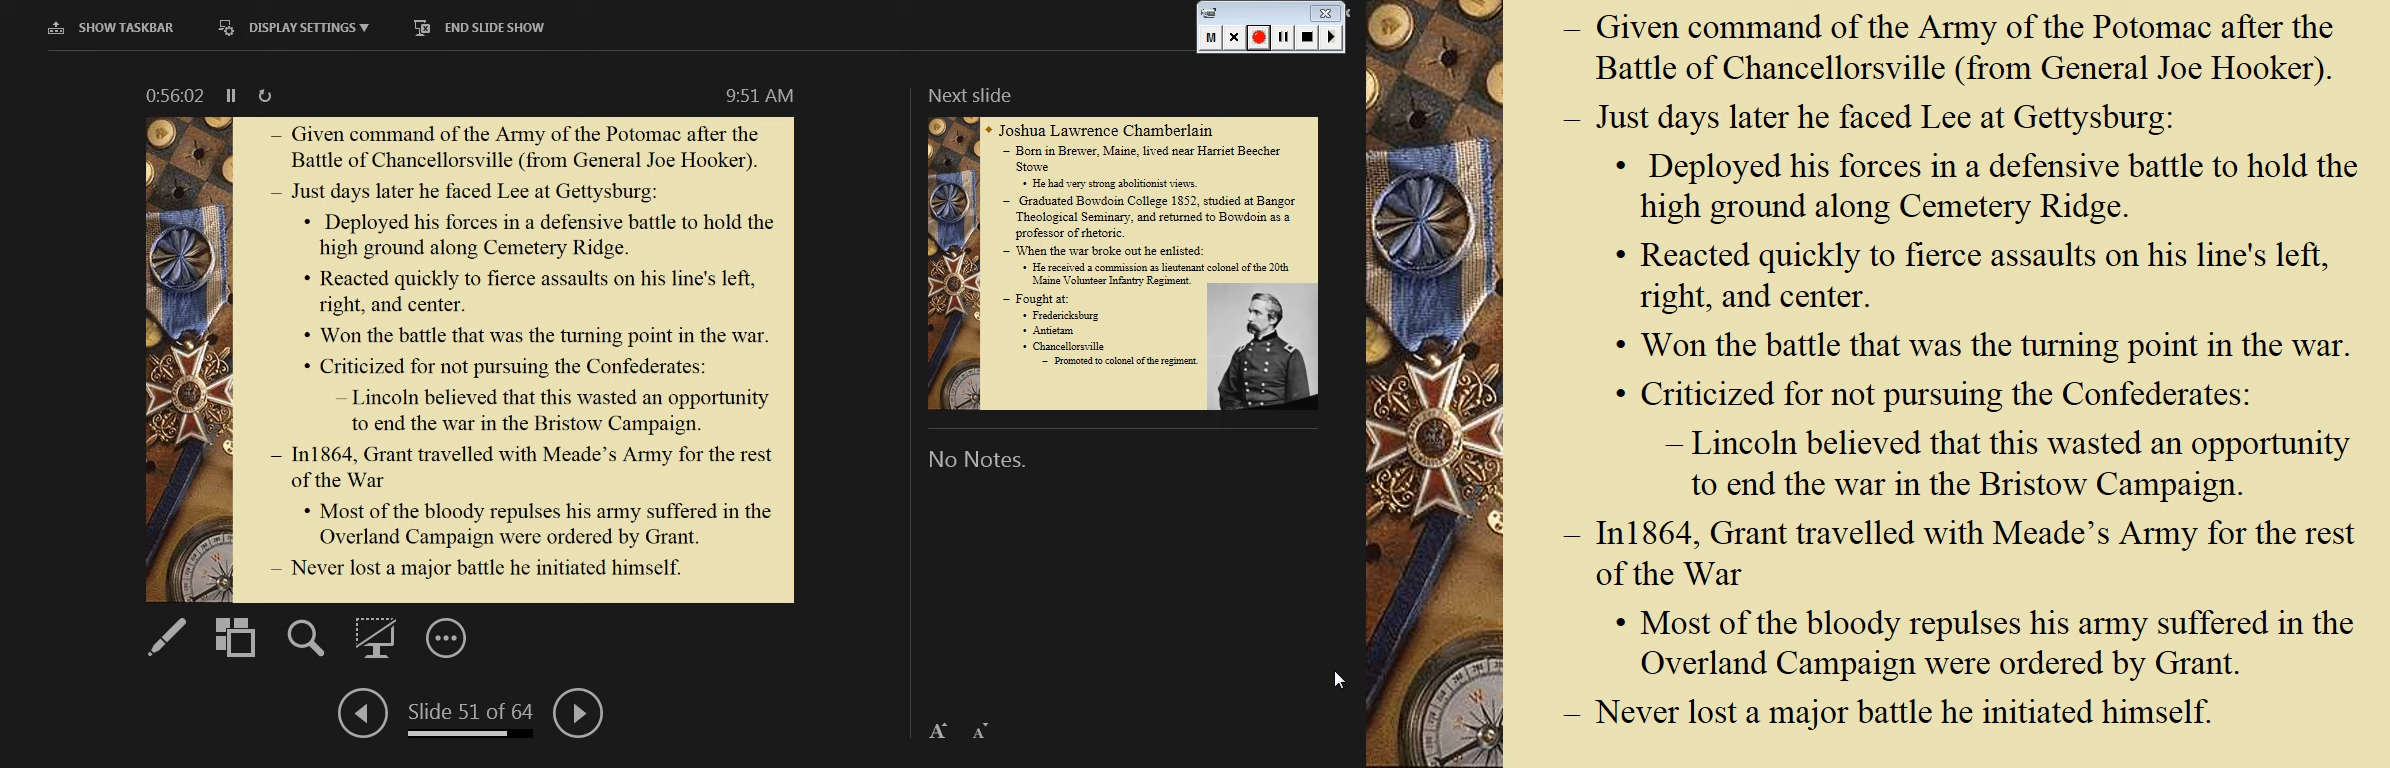 SHOW TASKBAR
DISPLAY SETTINGS ▼
END SLIDE SHOW
M
0:56:02
9:51 AM
– Given command of the Army of the Potomac after the
Battle of Chancellorsville (from General Joe Hooker).
– Just days later he faced Lee at Gettysburg:
• Deployed his forces in a defensive battle to hold the
high ground along Cemetery Ridge.
• Reacted quickly to fierce assaults on his line's left,
right, and center.
• Won the battle that was the turning point in the war.
• Criticized for not pursuing the Confederates:
– Lincoln believed that this wasted an opportunity
to end the war in the Bristow Campaign.
– In1864, Grant travelled with Meade’s Army for the rest
of the War
• Most of the bloody repulses his army suffered in the
Overland Campaign were ordered by Grant.
– Never lost a major battle he initiated himself.
Slide 51 of 64
Next slide
Joshua Lawrence Chamberlain
– Born in Brewer, Maine, lived near Harriet Beecher
Stowe
• He had very strong abolitionist views.
– Graduated Bowdoin College 1852, studied at Bangor
Theological Seminary, and returned to Bowdoin as a
professor of rhetoric.
– When the war broke out he enlisted:
• He received a commission as lieutenant colonel of the 20th
Maine Volunteer Infantry Regiment.
– Fought at:
• Fredericksburg
• Antietam
• Chancellorsville
– Promoted to colonel of the regiment.
No Notes.
A A
– Given command of the Army of the Potomac after the
Battle of Chancellorsville (from General Joe Hooker).
– Just days later he faced Lee at Gettysburg:
• Deployed his forces in a defensive battle to hold the
high ground along Cemetery Ridge.
• Reacted quickly to fierce assaults on his line's left,
right, and center.
• Won the battle that was the turning point in the war.
• Criticized for not pursuing the Confederates:
– Lincoln believed that this wasted an opportunity
to end the war in the Bristow Campaign.
– In1864, Grant travelled with Meade’s Army for the rest
of the War
• Most of the bloody repulses his army suffered in the
Overland Campaign were ordered by Grant.
– Never lost a major battle he initiated himself.